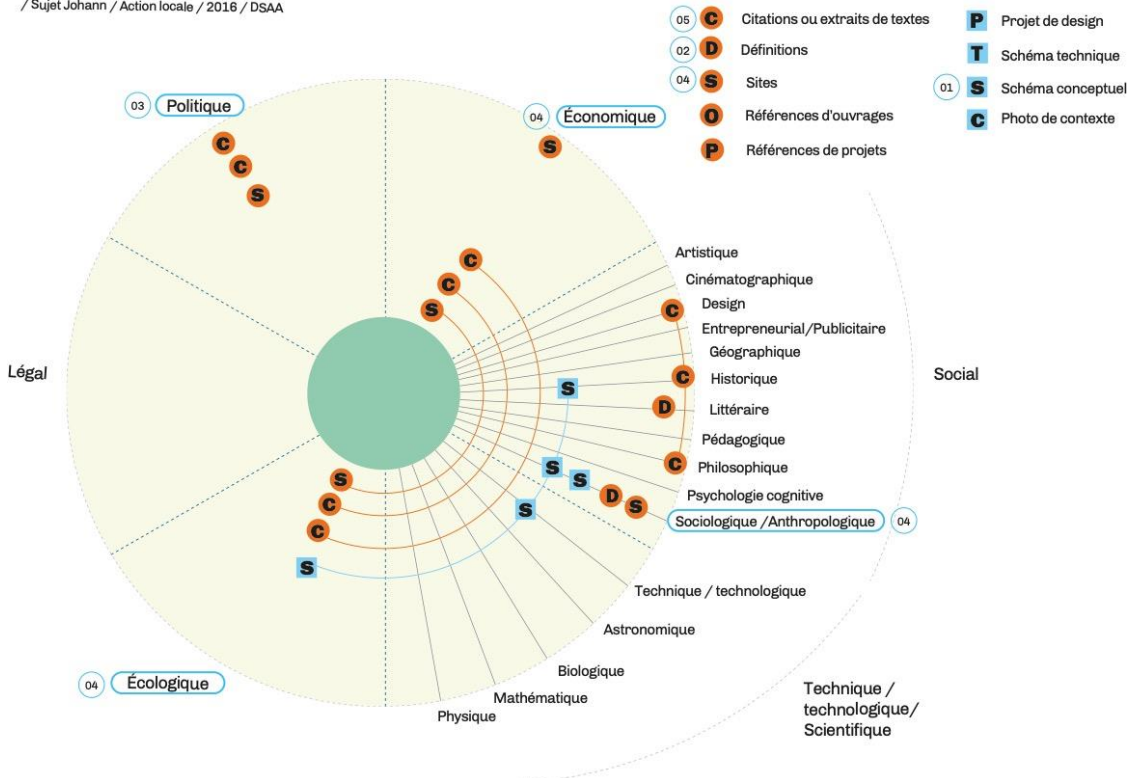 / Sujet Johann / Action locale / 2016 / DSAA
05 C Citations ou extraits de textes
02 D Définitions
04 S Sites
O Références d'ouvrages
P Références de projets
P Projet de design
T Schéma technique
01 S Schéma conceptuel
C Photo de contexte
03 Politique
04 Économique
C
C
S
S
C
C
S
Artistique
Cinématographique
Design
C
Entrepreneurial/Publicitaire
Géographique
Légal
Social
S
C
Historique
D
Littéraire
Pédagogique
C
Philosophique
S
S
D
S
Psychologie cognitive
Sociologique /Anthropologique 04
S
C
C
S
S
Technique / technologique
Astronomique
Biologique
Mathématique
Physique
04 Écologique
Technique /
technologique/
Scientifique